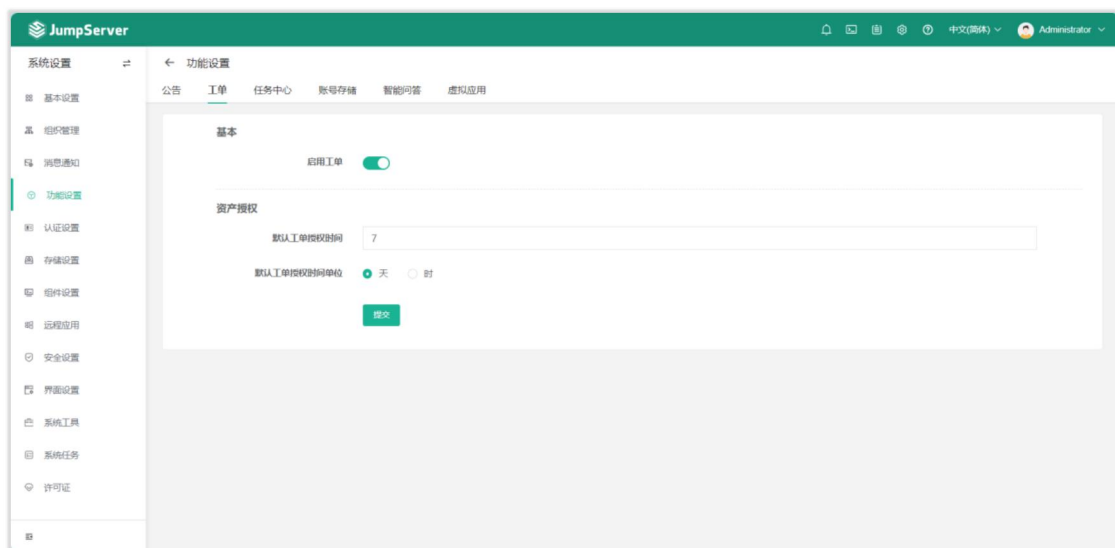 JumpServer
中文(简体)
Administrator
系统设置
功能设置
公告
工单
任务中心
账号存储
智能问答
虚拟应用
基本设置
组织管理
消息通知
功能设置
认证设置
存储设置
组件设置
远程应用
安全设置
界面设置
系统工具
系统任务
许可证
基本
启用工单
资产授权
默认工单授权时间
7
默认工单授权时间单位
天
时
提交